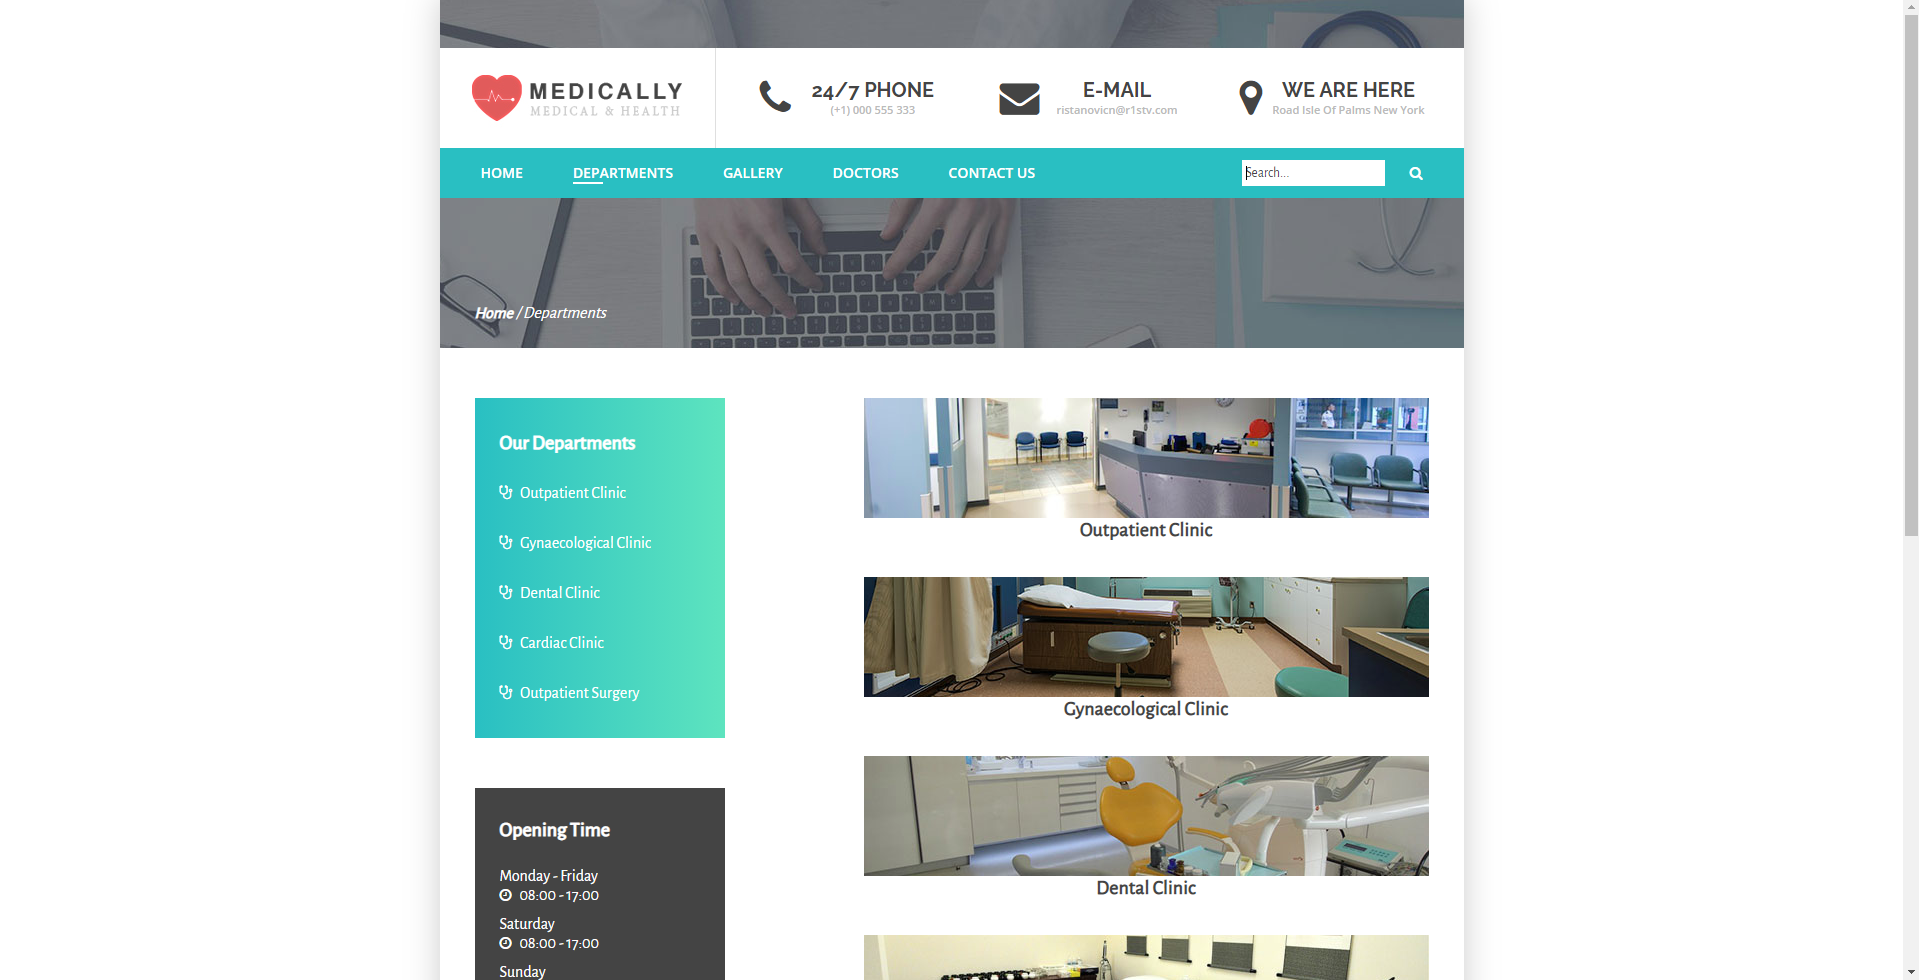 MEDICALLY
MEDICAL & HEALTH
24/7 PHONE
(+1) 000 555 333
E-MAIL
ristanovicn@r1stv.com
WE ARE HERE
Road Isle Of Palms New York
HOME
DEPARTMENTS
GALLERY
DOCTORS
CONTACT US
Search...
Home / Departments
Our Departments
Outpatient Clinic
Gynaecological Clinic
Dental Clinic
Cardiac Clinic
Outpatient Surgery
Opening Time
Monday - Friday
08:00 - 17:00
Saturday
08:00 - 17:00
Sunday
Outpatient Clinic
Gynaecological Clinic
Dental Clinic